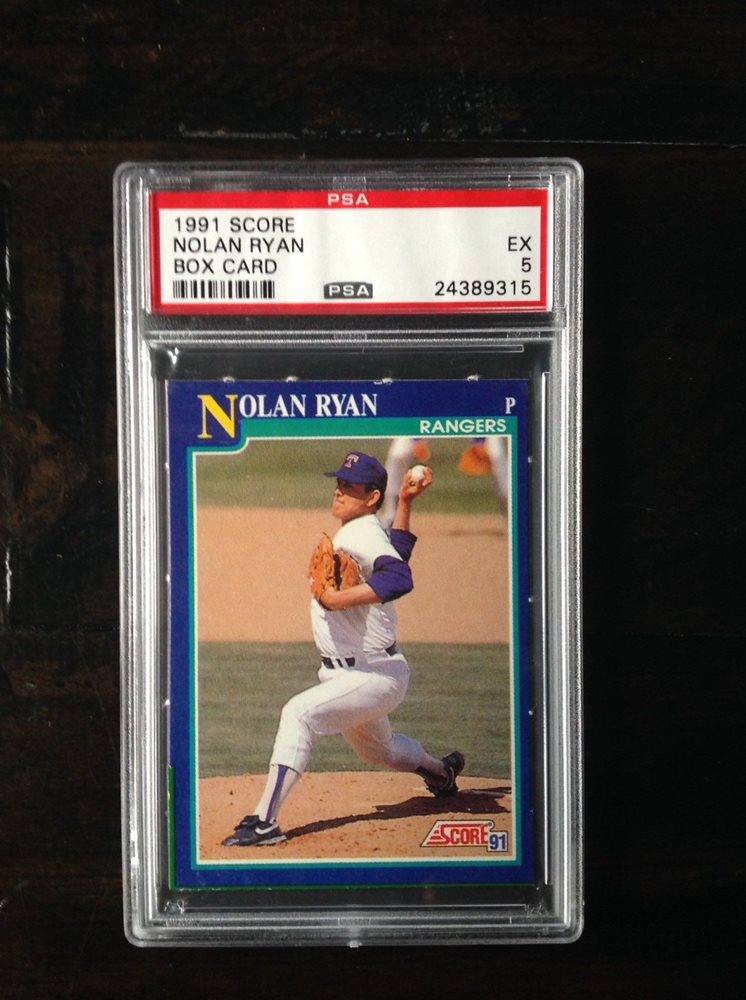 PSA
1991 SCORE
NOLAN RYAN EX
BOX CARD 5
PSA 24389315
NOLAN RYAN P
RANGERS
T
SCORE 91